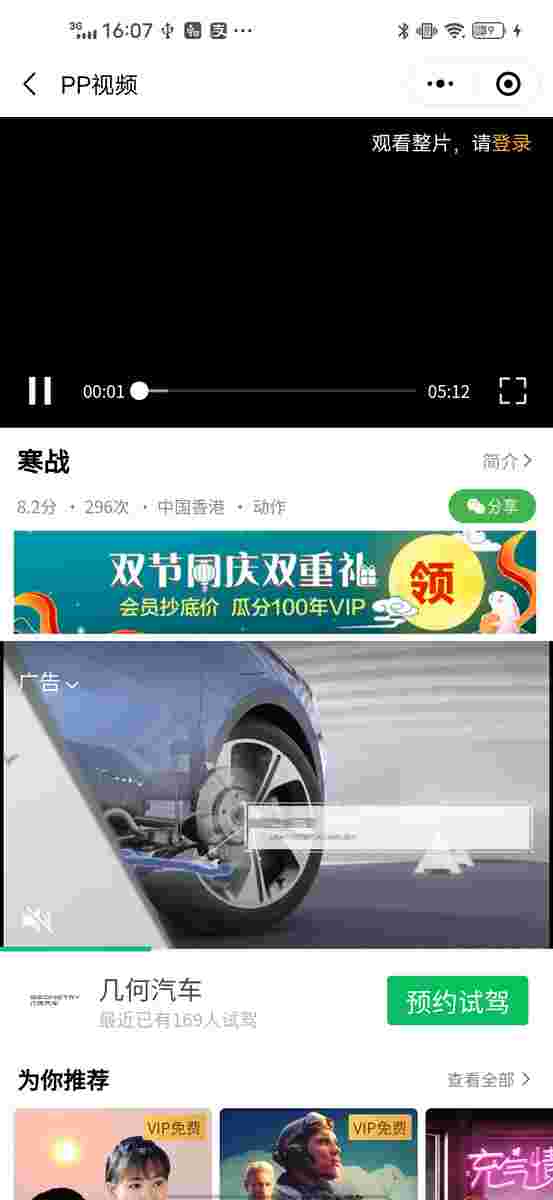 3G 16:07
PP视频
观看整片，请登录
00:01
05:12
寒战
简介
8.2分 · 296次 · 中国香港 · 动作
分享
双节同庆双重礼
会员抄底价 瓜分100年VIP
领
广告
GEOMETRY
几何汽车
几何汽车
最近已有169人试驾
预约试驾
为你推荐
查看全部
VIP免费
VIP免费